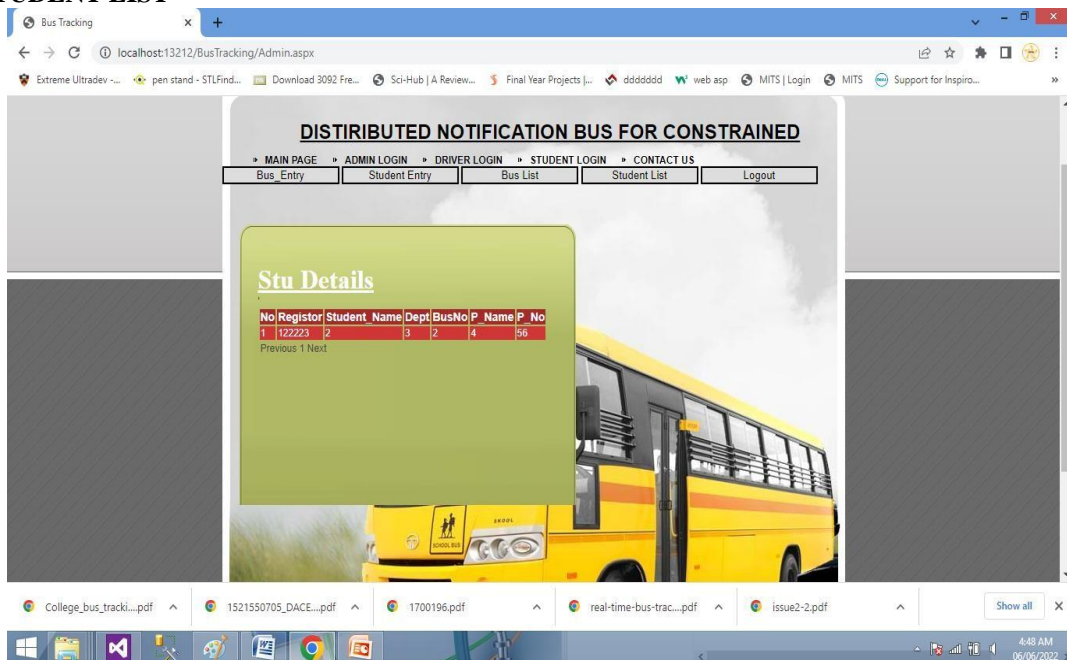 STUDENT LIST
Bus Tracking
localhost:13212/BusTracking/Admin.aspx
Extreme Ultradev -... pen stand - STLFind... Download 3092 Fre... Sci-Hub | A Review... Final Year Projects |... ddddddd web asp MITS | Login MITS Support for Inspiro... »
DISTIRIBUTED NOTIFICATION BUS FOR CONSTRAINED
MAIN PAGE ADMIN LOGIN DRIVER LOGIN STUDENT LOGIN CONTACT US
Bus_Entry Student Entry Bus List Student List Logout
Stu Details
No Registor Student_Name Dept BusNo P_Name P_No
1 122223 2 3 2 4 56
Previous 1 Next
SKOOL
SCHOOL BUS
College_bus_tracki....pdf 1521550705_DACE....pdf 1700196.pdf real-time-bus-trac....pdf issue2-2.pdf Show all
4:48 AM
06/06/2022